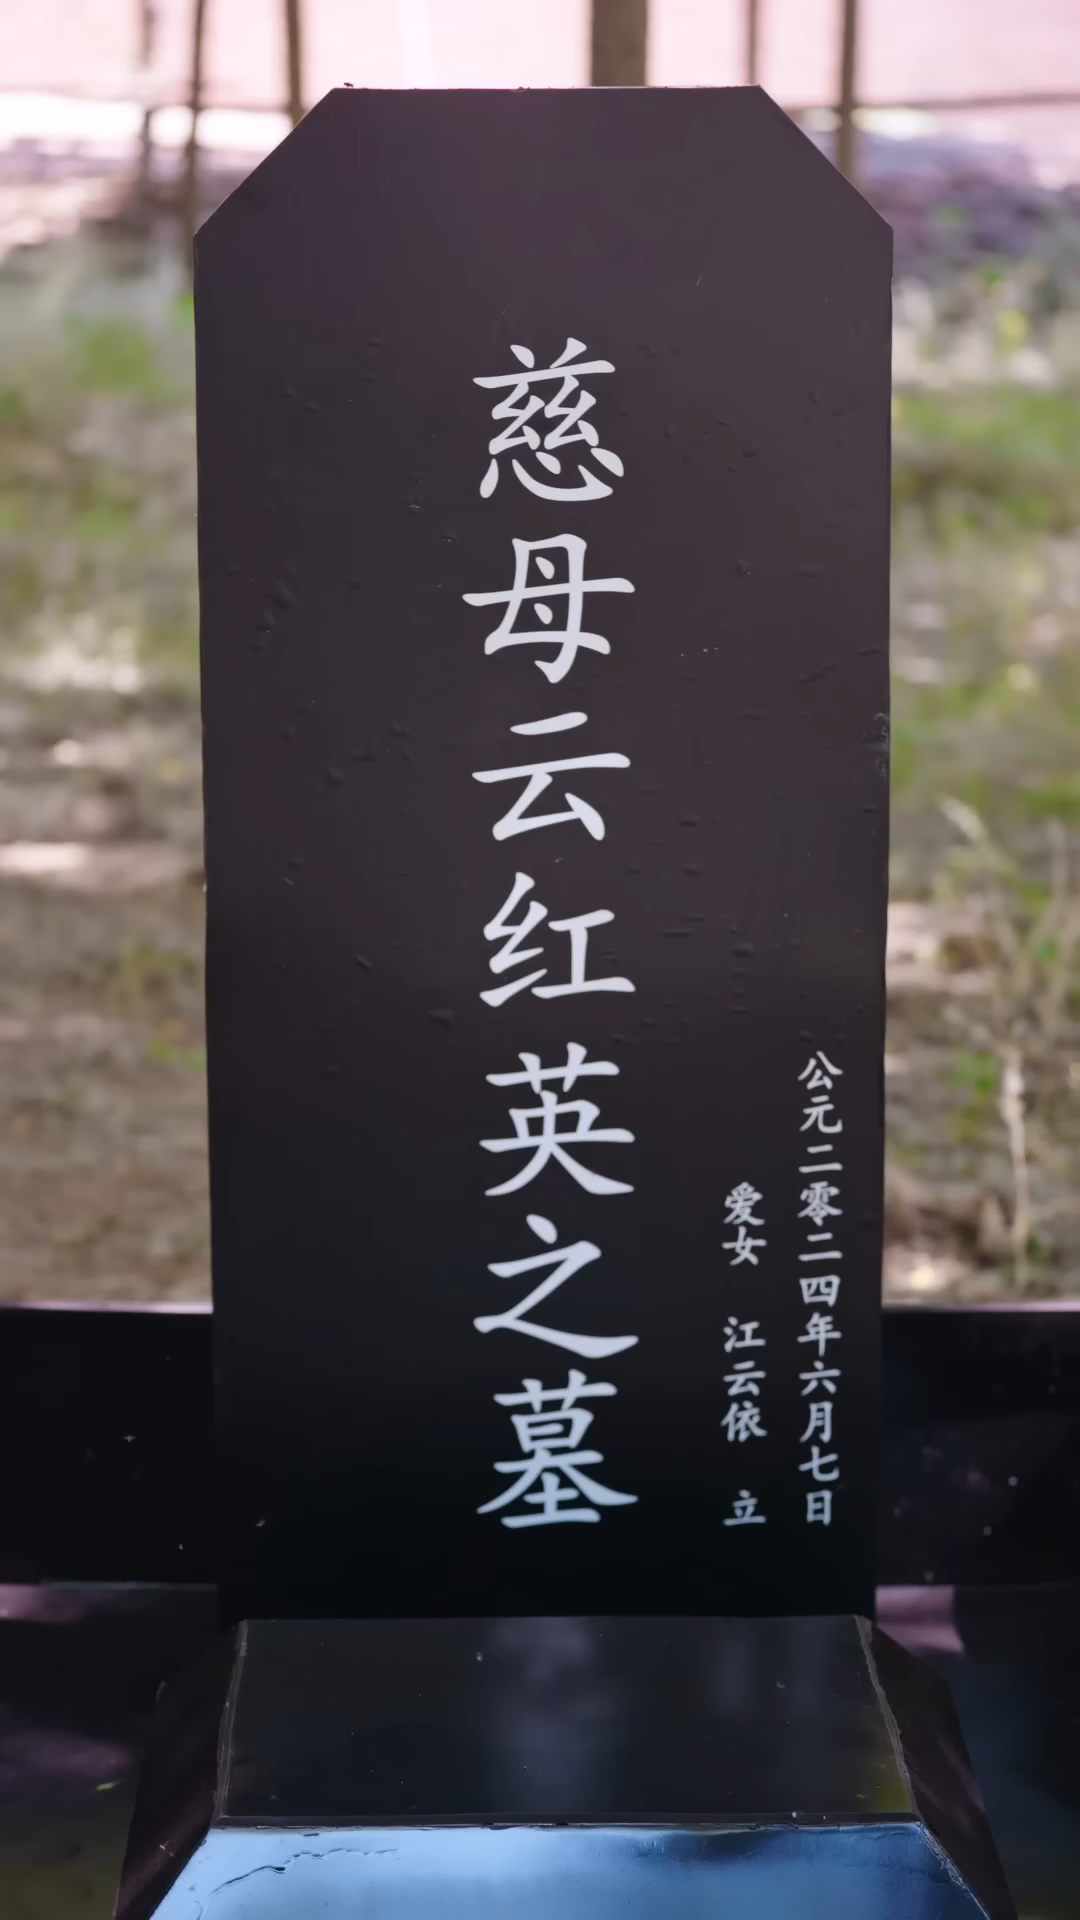 公元二零二四年六月七日
爱女 江云依 立
慈母云红英之墓